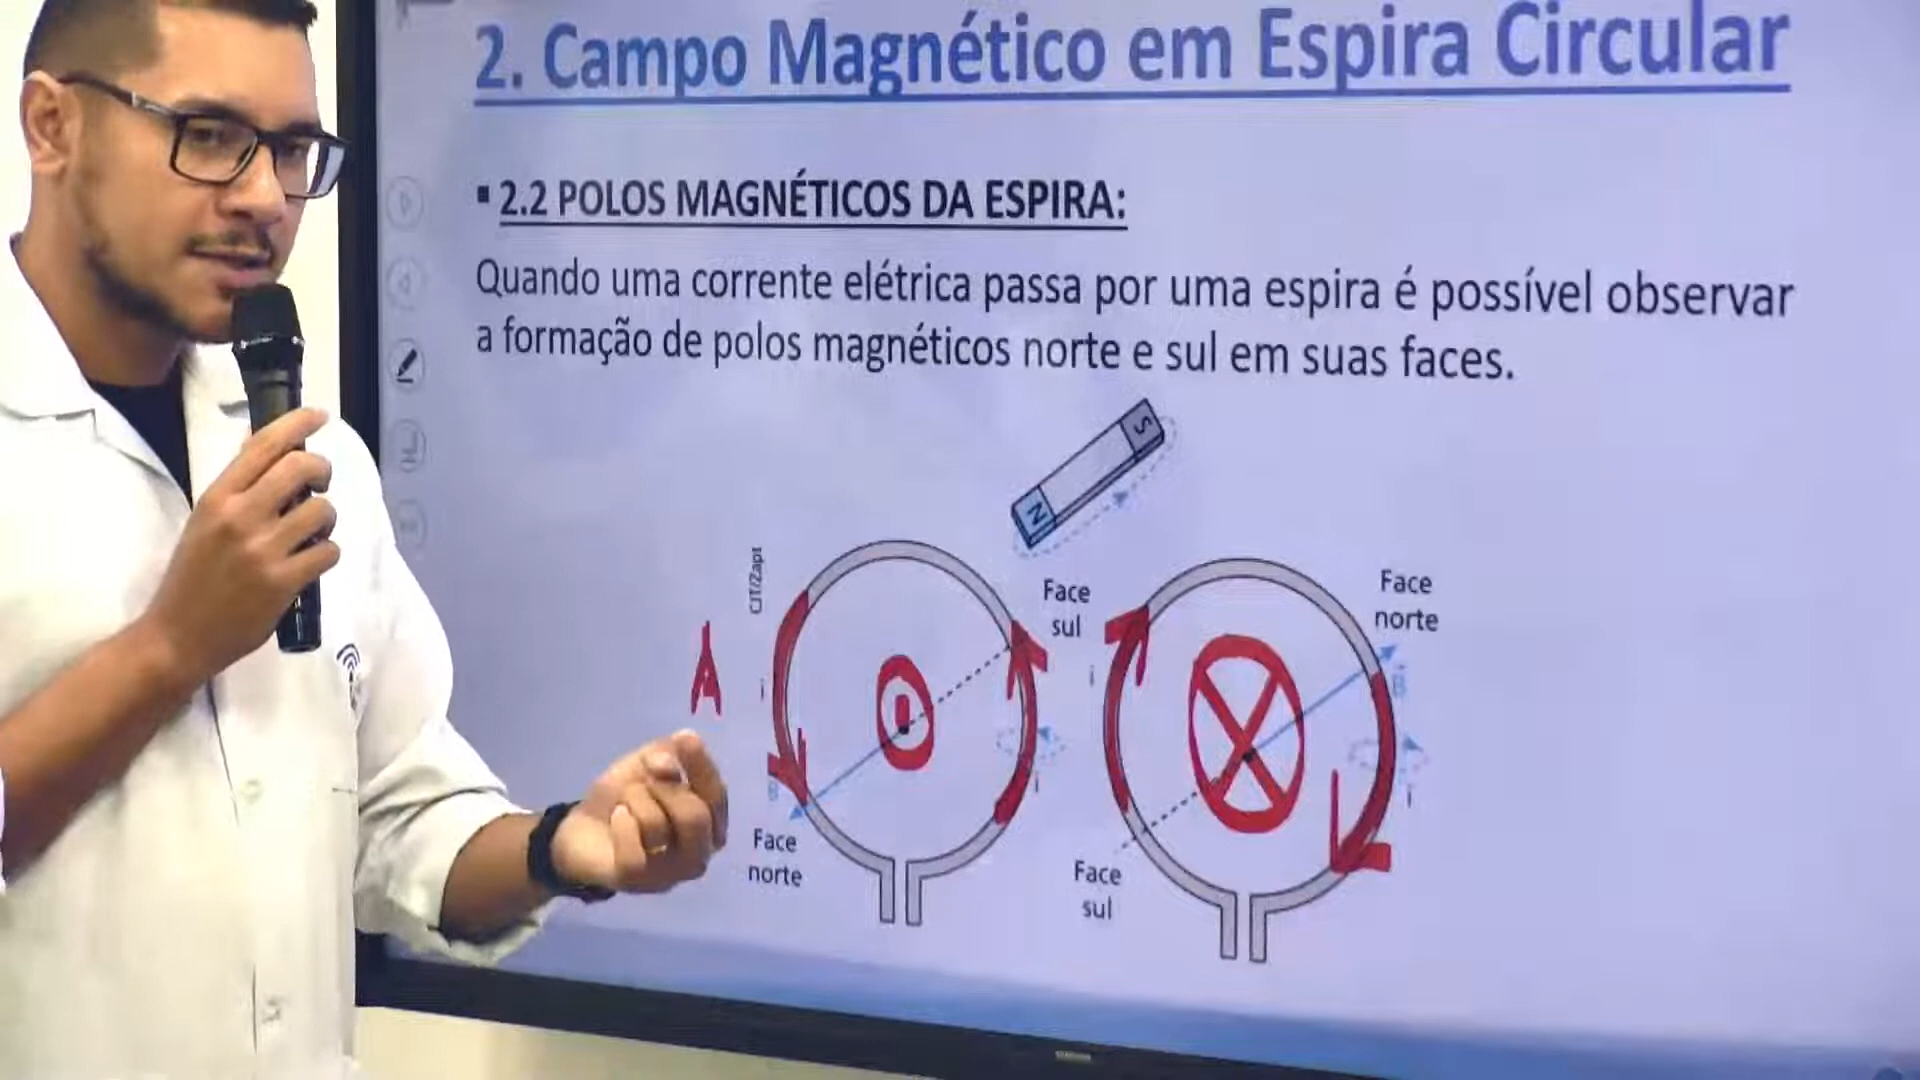 2. Campo Magnético em Espira Circular
▪ 2.2 POLOS MAGNÉTICOS DA ESPIRA:
Quando uma corrente elétrica passa por uma espira é possível observar
a formação de polos magnéticos norte e sul em suas faces.
S
N
CJT/Zapt
Face
sul
Face
norte
A
i
i
B
i
i
B
Face
norte
Face
sul